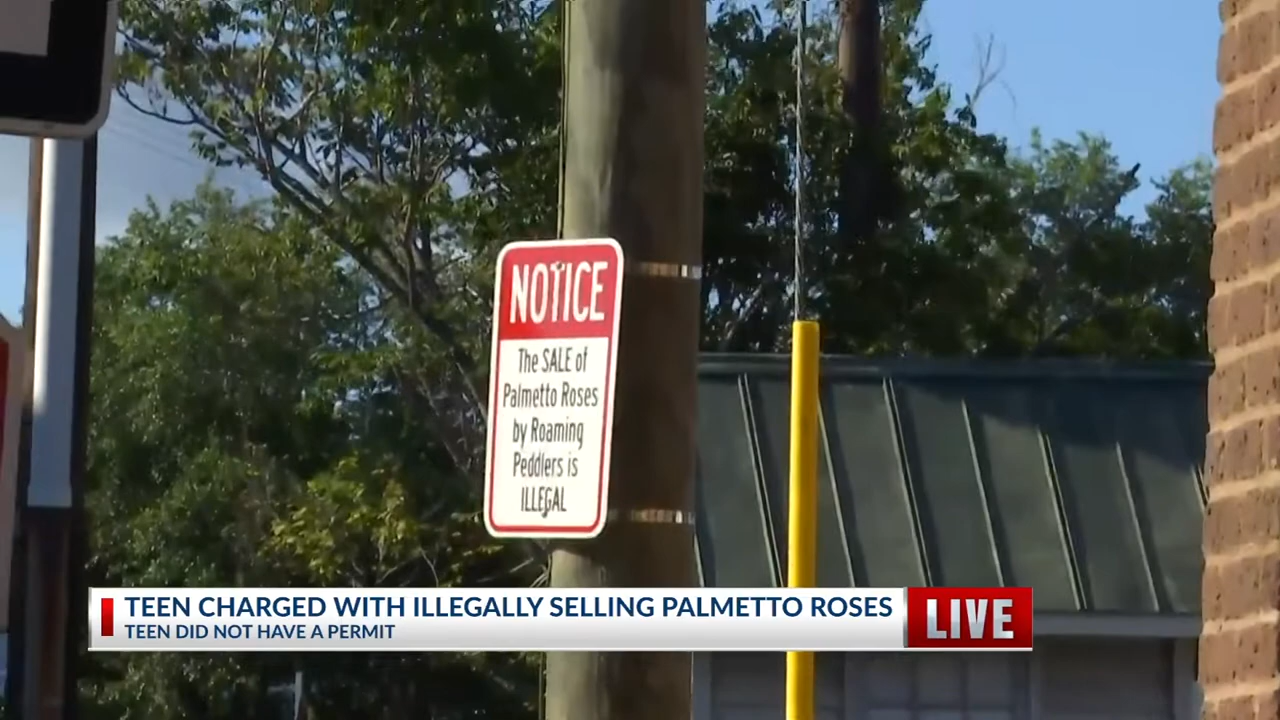 NOTICE
The SALE of
Palmetto Roses
by Roaming
Peddlers is
ILLEGAL
TEEN CHARGED WITH ILLEGALLY SELLING PALMETTO ROSES
TEEN DID NOT HAVE A PERMIT
LIVE